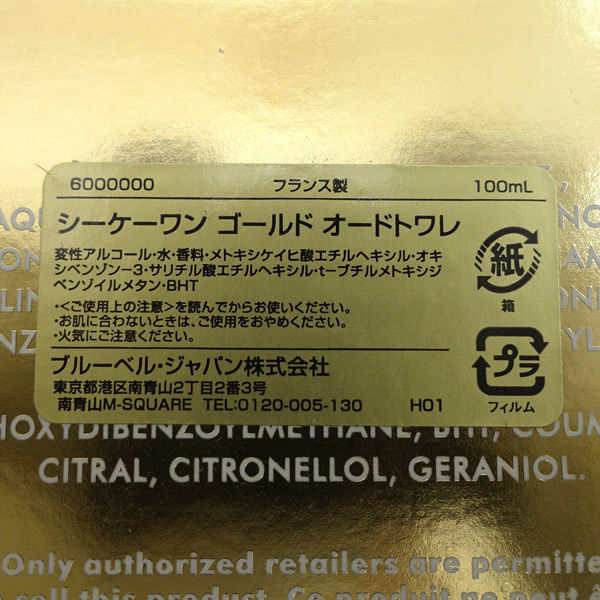 6000000 フランス製 100mL
シーケーワン ゴールド オードトワレ
変性アルコール・水・香料・メトキシケイヒ酸エチルヘキシル・オキ
シベンゾン−3・サリチル酸エチルヘキシル・t−ブチルメトキシジ
ベンゾイルメタン・BHT
・<ご使用上の注意>を読んでからお使いください。
・お肌に合わないときは、ご使用をおやめください。
・火気にご注意ください。
ブルーベル・ジャパン株式会社
東京都港区南青山2丁目2番3号
南青山M-SQUARE TEL:0120-005-130 H01
紙
箱
プラ
フィルム
HOXYDIBENZOYLMETHANE, BHT, COUM
CITRAL, CITRONELLOL, GERANIOL.
Only authorized retailers are permitte
sell this product. Ce produit ne peut ê